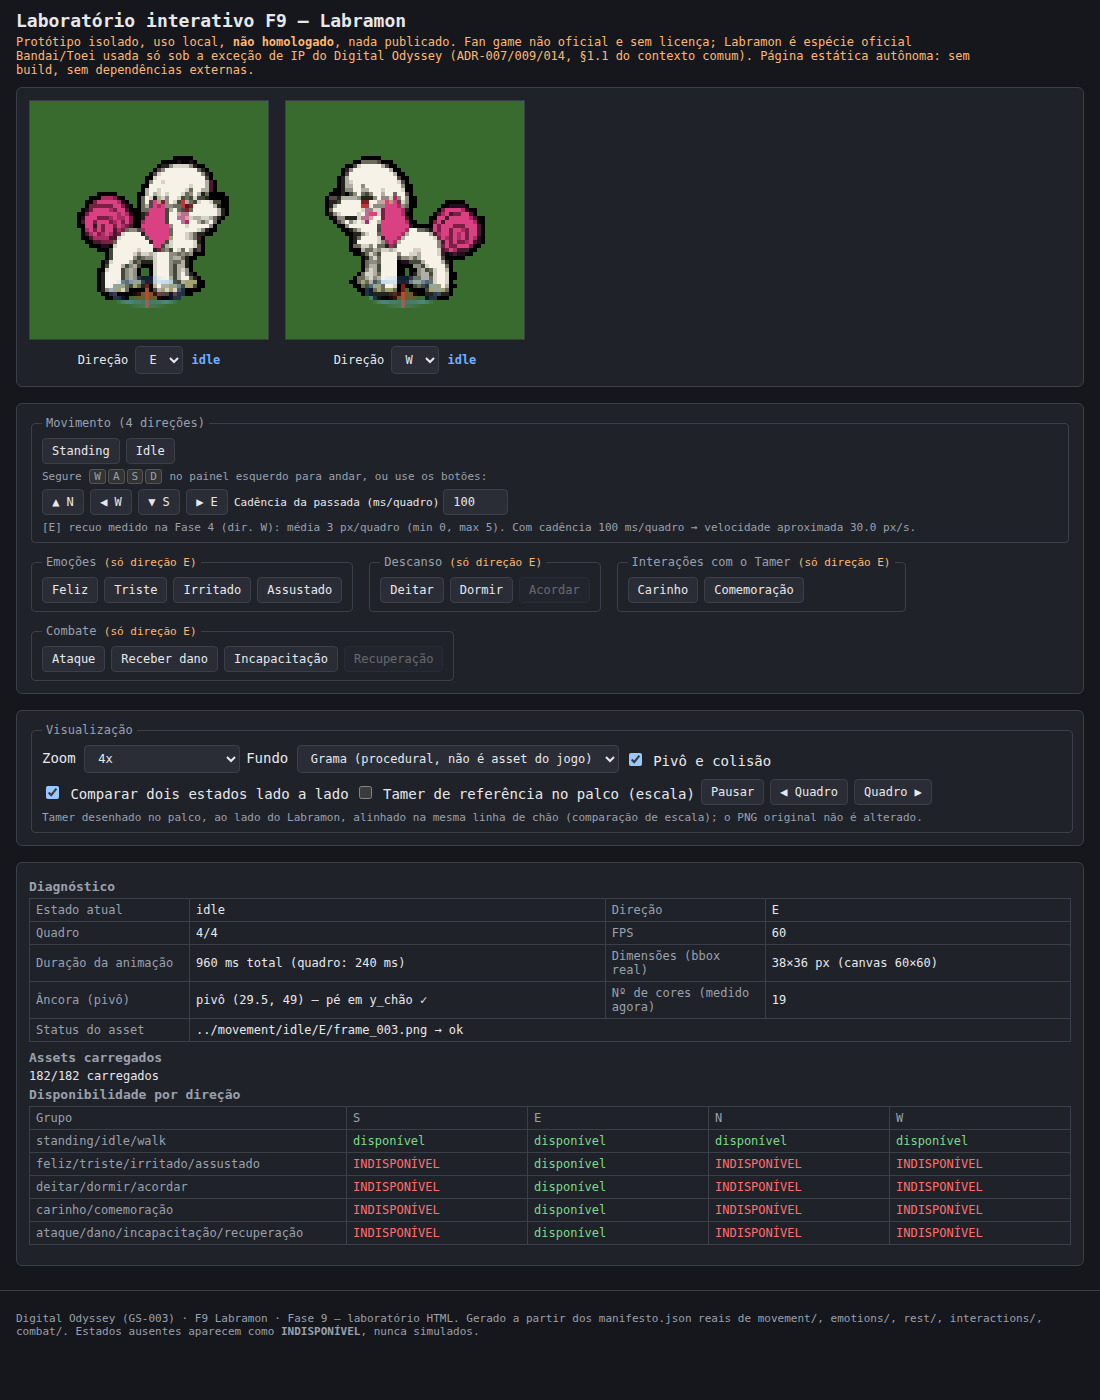 Laboratório interativo F9 — Labramon
Protótipo isolado, uso local, não homologado, nada publicado. Fan game não oficial e sem licença; Labramon é espécie oficial
Bandai/Toei usada só sob a exceção de IP do Digital Odyssey (ADR-007/009/014, §1.1 do contexto comum). Página estática autônoma: sem
build, sem dependências externas.
Direção E idle Direção W idle
Movimento (4 direções)
Standing Idle
Segure W A S D no painel esquerdo para andar, ou use os botões:
▲ N ◀ W ▼ S ▶ E Cadência da passada (ms/quadro) 100
[E] recuo medido na Fase 4 (dir. W): média 3 px/quadro (min 0, max 5). Com cadência 100 ms/quadro → velocidade aproximada 30.0 px/s.
Emoções (só direção E) Descanso (só direção E) Interações com o Tamer (só direção E)
Feliz Triste Irritado Assustado Deitar Dormir Acordar Carinho Comemoração
Combate (só direção E)
Ataque Receber dano Incapacitação Recuperação
Visualização
Zoom 4x Fundo Grama (procedural, não é asset do jogo) Pivô e colisão
Comparar dois estados lado a lado Tamer de referência no palco (escala) Pausar ◀ Quadro Quadro ▶
Tamer desenhado no palco, ao lado do Labramon, alinhado na mesma linha de chão (comparação de escala); o PNG original não é alterado.
Diagnóstico
Estado atual idle Direção E
Quadro 4/4 FPS 60
Duração da animação 960 ms total (quadro: 240 ms) Dimensões (bbox real) 38×36 px (canvas 60×60)
Âncora (pivô) pivô (29.5, 49) — pé em y_chão ✓ Nº de cores (medido agora) 19
Status do asset ../movement/idle/E/frame_003.png → ok
Assets carregados
182/182 carregados
Disponibilidade por direção
Grupo S E N W
standing/idle/walk disponível disponível disponível disponível
feliz/triste/irritado/assustado INDISPONÍVEL disponível INDISPONÍVEL INDISPONÍVEL
deitar/dormir/acordar INDISPONÍVEL disponível INDISPONÍVEL INDISPONÍVEL
carinho/comemoração INDISPONÍVEL disponível INDISPONÍVEL INDISPONÍVEL
ataque/dano/incapacitação/recuperação INDISPONÍVEL disponível INDISPONÍVEL INDISPONÍVEL
Digital Odyssey (GS-003) · F9 Labramon · Fase 9 — laboratório HTML. Gerado a partir dos manifesto.json reais de movement/, emotions/, rest/, interactions/,
combat/. Estados ausentes aparecem como INDISPONÍVEL, nunca simulados.